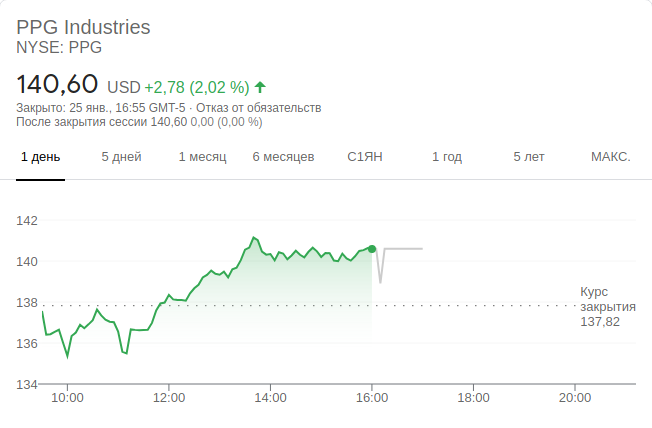 PPG Industries
NYSE: PPG
140,60 USD +2,78 (2,02 %)
Закрыто: 25 янв., 16:55 GMT-5 · Отказ от обязательств
После закрытия сессии 140,60 0,00 (0,00 %)
1 день 5 дней 1 месяц 6 месяцев С1ЯН 1 год 5 лет МАКС.
142
140
138
136
134
Курс
закрытия
137,82
10:00 12:00 14:00 16:00 18:00 20:00